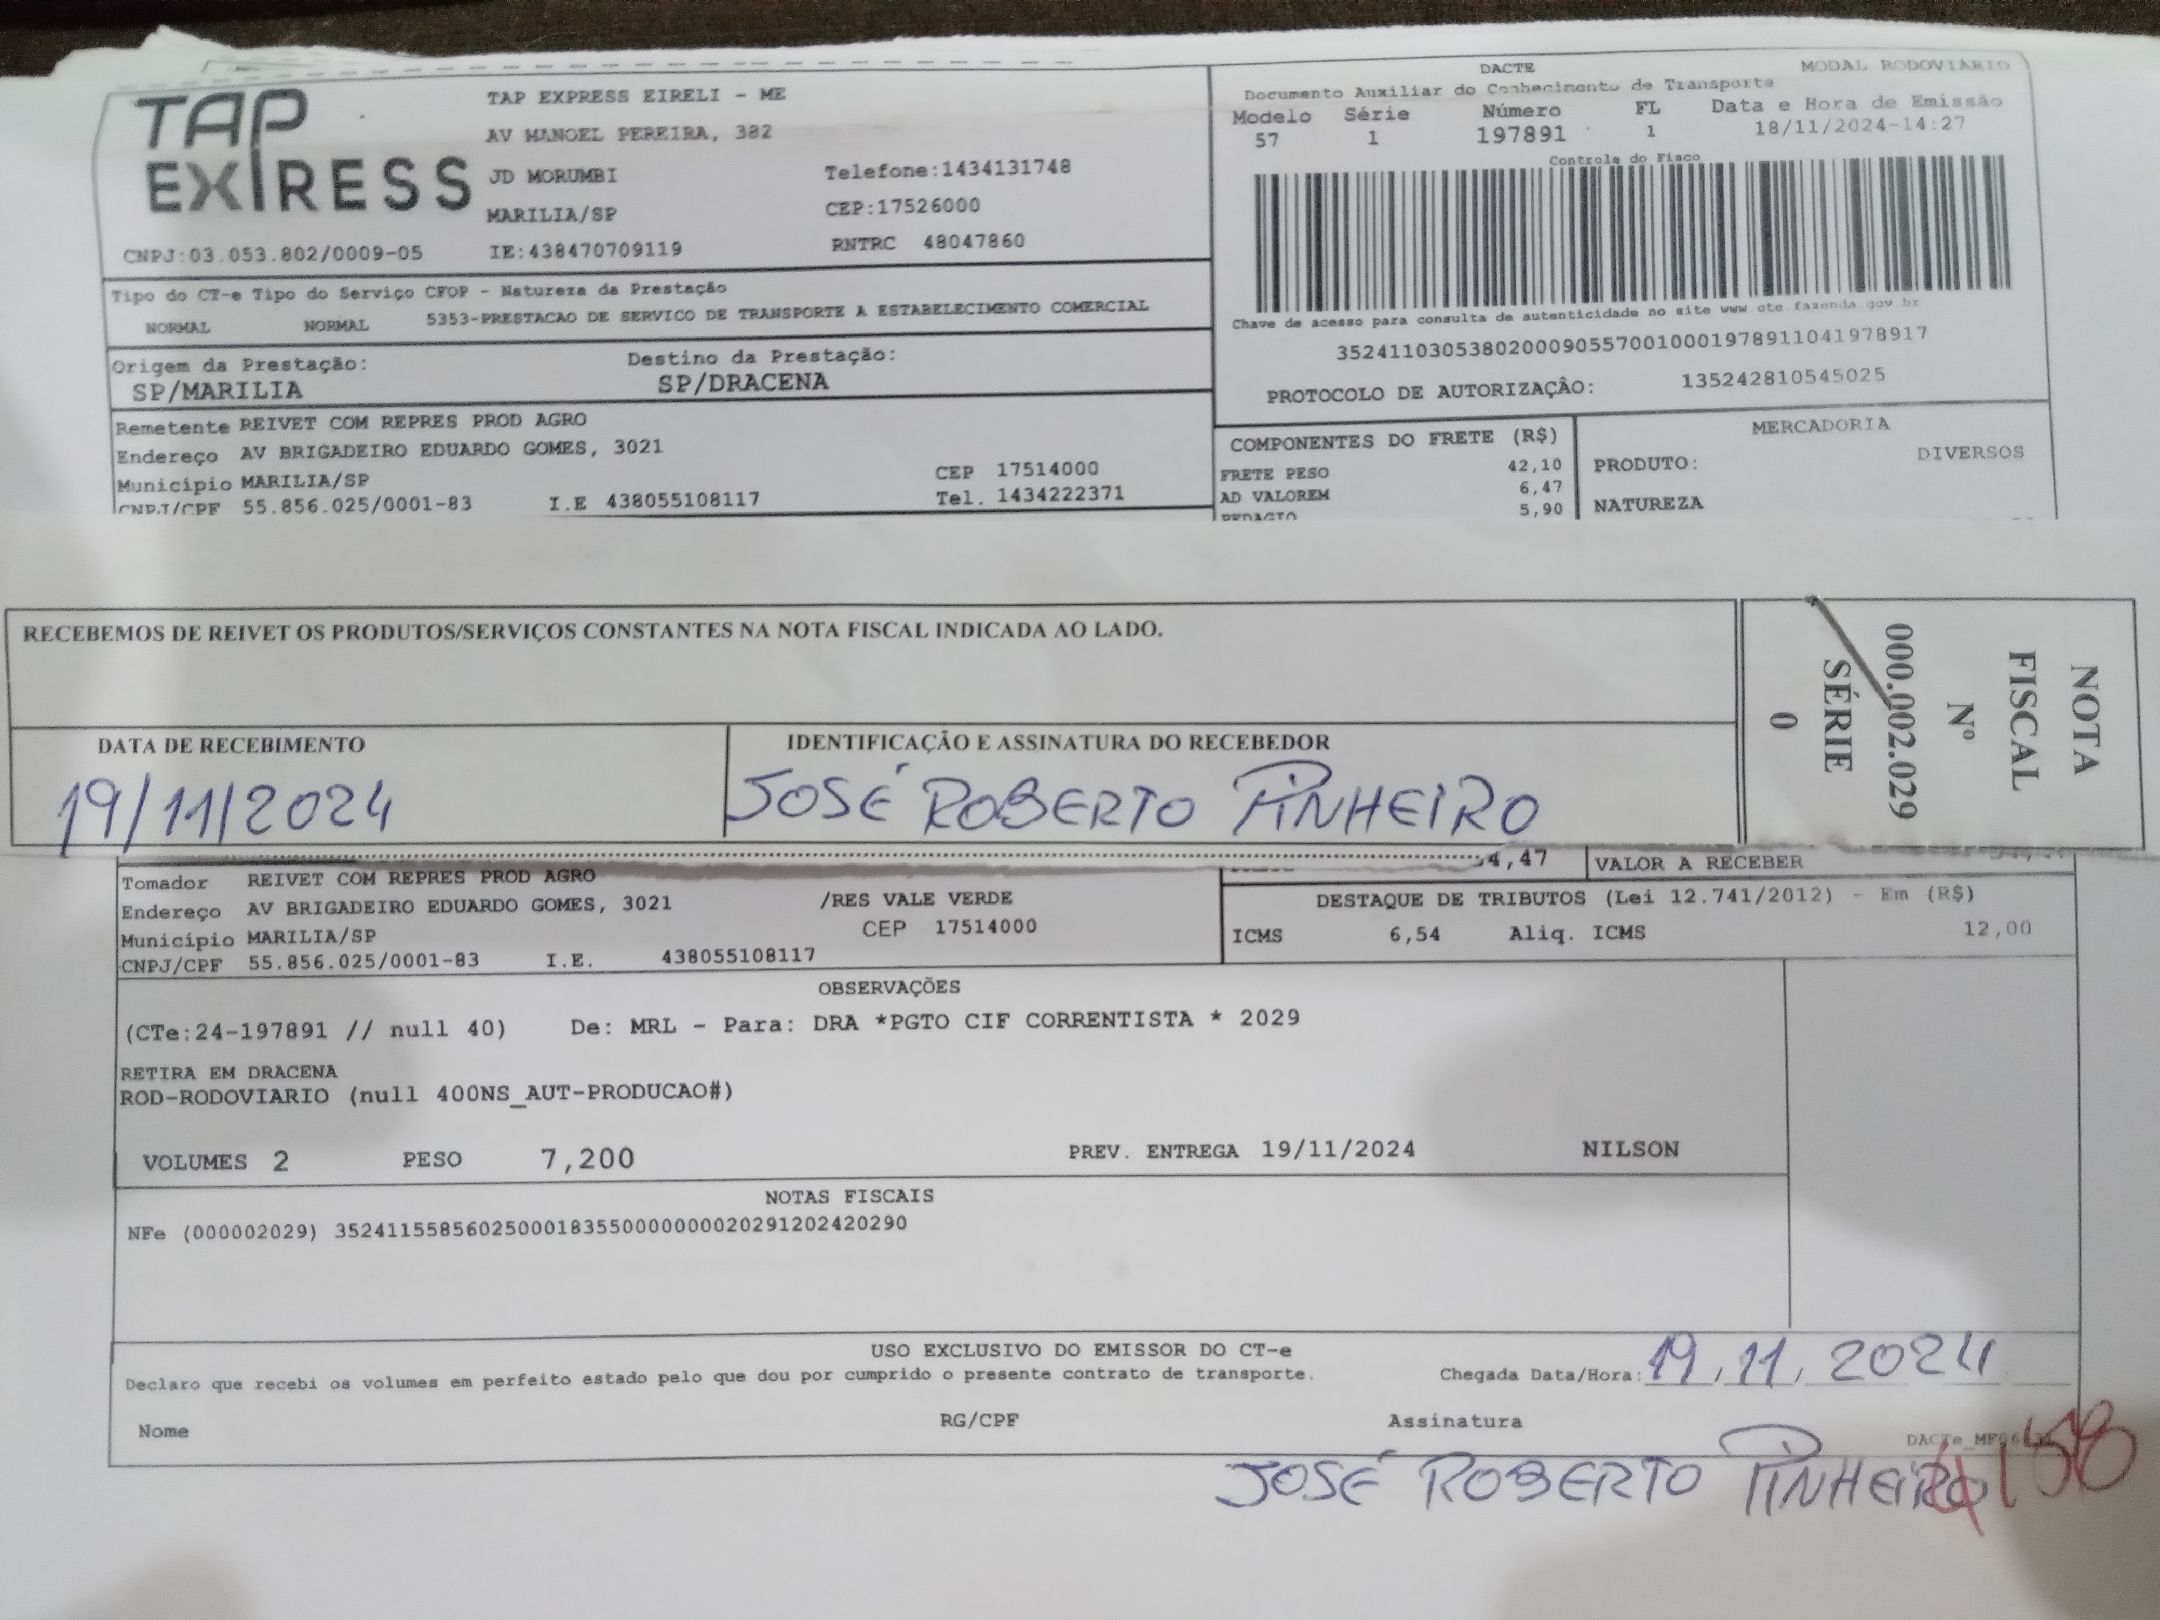 TAP EXPRESS
TAP EXPRESS EIRELI - ME
AV MANOEL PEREIRA, 382
JD MORUMBI Telefone:1434131748
MARILIA/SP CEP:17526000
CNPJ:03.053.802/0009-05 IE:438470709119 RNTRC 48047860
DACTE MODAL RODOVIARIO
Documento Auxiliar do Conhecimento de Transporte
Modelo Série Número FL Data e Hora de Emissão
57 1 197891 1 18/11/2024-14:27
Controle do Fisco
Chave de acesso para consulta de autenticidade no site www.cte.fazenda.gov.br
35241103053802000905570010001978911041978917
PROTOCOLO DE AUTORIZAÇÃO: 135242810545025
Tipo do CT-e Tipo do Serviço CFOP - Natureza da Prestação
NORMAL NORMAL 5353-PRESTACAO DE SERVICO DE TRANSPORTE A ESTABELECIMENTO COMERCIAL
Origem da Prestação: Destino da Prestação:
SP/MARILIA SP/DRACENA
Remetente REIVET COM REPRES PROD AGRO
Endereço AV BRIGADEIRO EDUARDO GOMES, 3021
Município MARILIA/SP CEP 17514000
CNPJ/CPF 55.856.025/0001-83 I.E 438055108117 Tel. 1434222371
COMPONENTES DO FRETE (R$) MERCADORIA
FRETE PESO 42,10 PRODUTO: DIVERSOS
AD VALOREM 6,47
PEDAGIO 5,90 NATUREZA
RECEBEMOS DE REIVET OS PRODUTOS/SERVIÇOS CONSTANTES NA NOTA FISCAL INDICADA AO LADO.
DATA DE RECEBIMENTO IDENTIFICAÇÃO E ASSINATURA DO RECEBEDOR
19/11/2024 JOSÉ ROBERTO PINHEIRO
NOTA
FISCAL
Nº
000.002.029
SÉRIE
0
4,47 VALOR A RECEBER
Tomador REIVET COM REPRES PROD AGRO
Endereço AV BRIGADEIRO EDUARDO GOMES, 3021 /RES VALE VERDE
Município MARILIA/SP CEP 17514000
CNPJ/CPF 55.856.025/0001-83 I.E. 438055108117
DESTAQUE DE TRIBUTOS (Lei 12.741/2012) - Em (R$)
ICMS 6,54 Aliq. ICMS 12,00
OBSERVAÇÕES
(CTe:24-197891 // null 40) De: MRL - Para: DRA *PGTO CIF CORRENTISTA * 2029
RETIRA EM DRACENA
ROD-RODOVIARIO (null 400NS_AUT-PRODUCAO#)
VOLUMES 2 PESO 7,200 PREV. ENTREGA 19/11/2024 NILSON
NOTAS FISCAIS
NFe (000002029) 35241155856025000183550000000020291202420290
USO EXCLUSIVO DO EMISSOR DO CT-e
Declaro que recebi os volumes em perfeito estado pelo que dou por cumprido o presente contrato de transporte. Chegada Data/Hora: 19/11/2024
Nome RG/CPF Assinatura
JOSÉ ROBERTO PINHEIRO